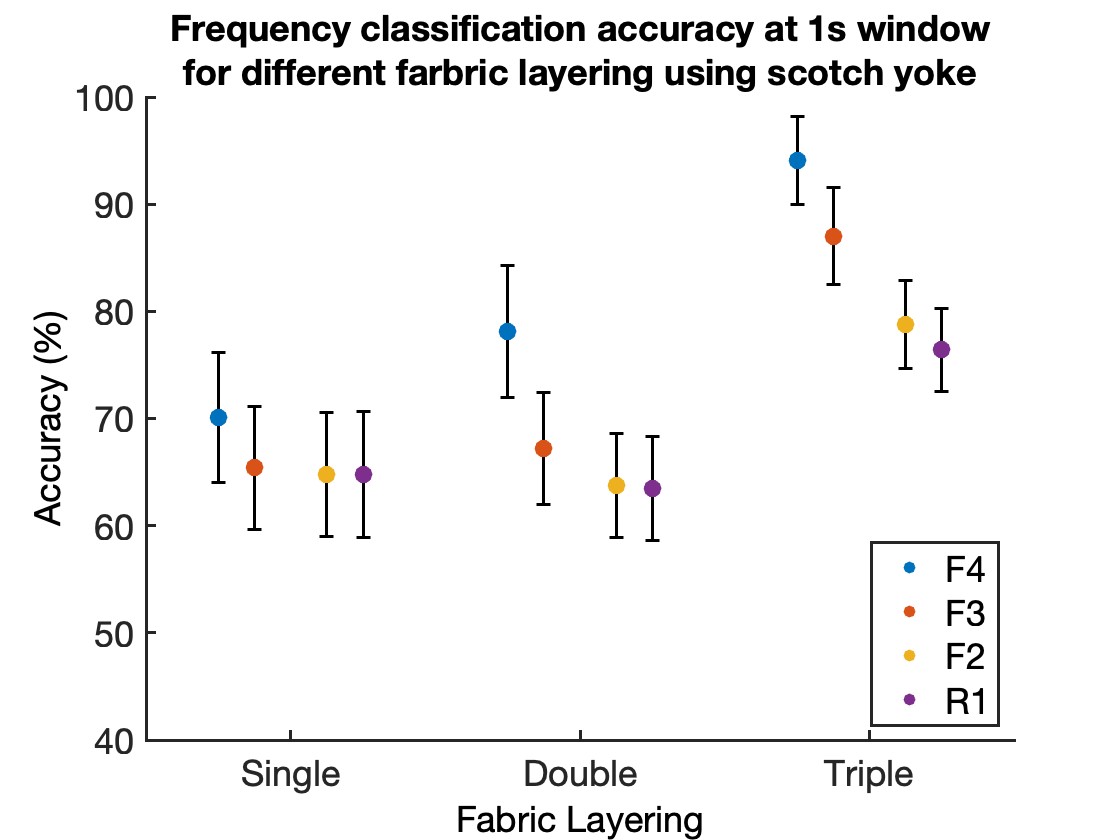 Frequency classification accuracy at 1s window
for different farbric layering using scotch yoke
100
90
80
70
60
50
40
Accuracy (%)
F4
F3
F2
R1
Single Double Triple
Fabric Layering